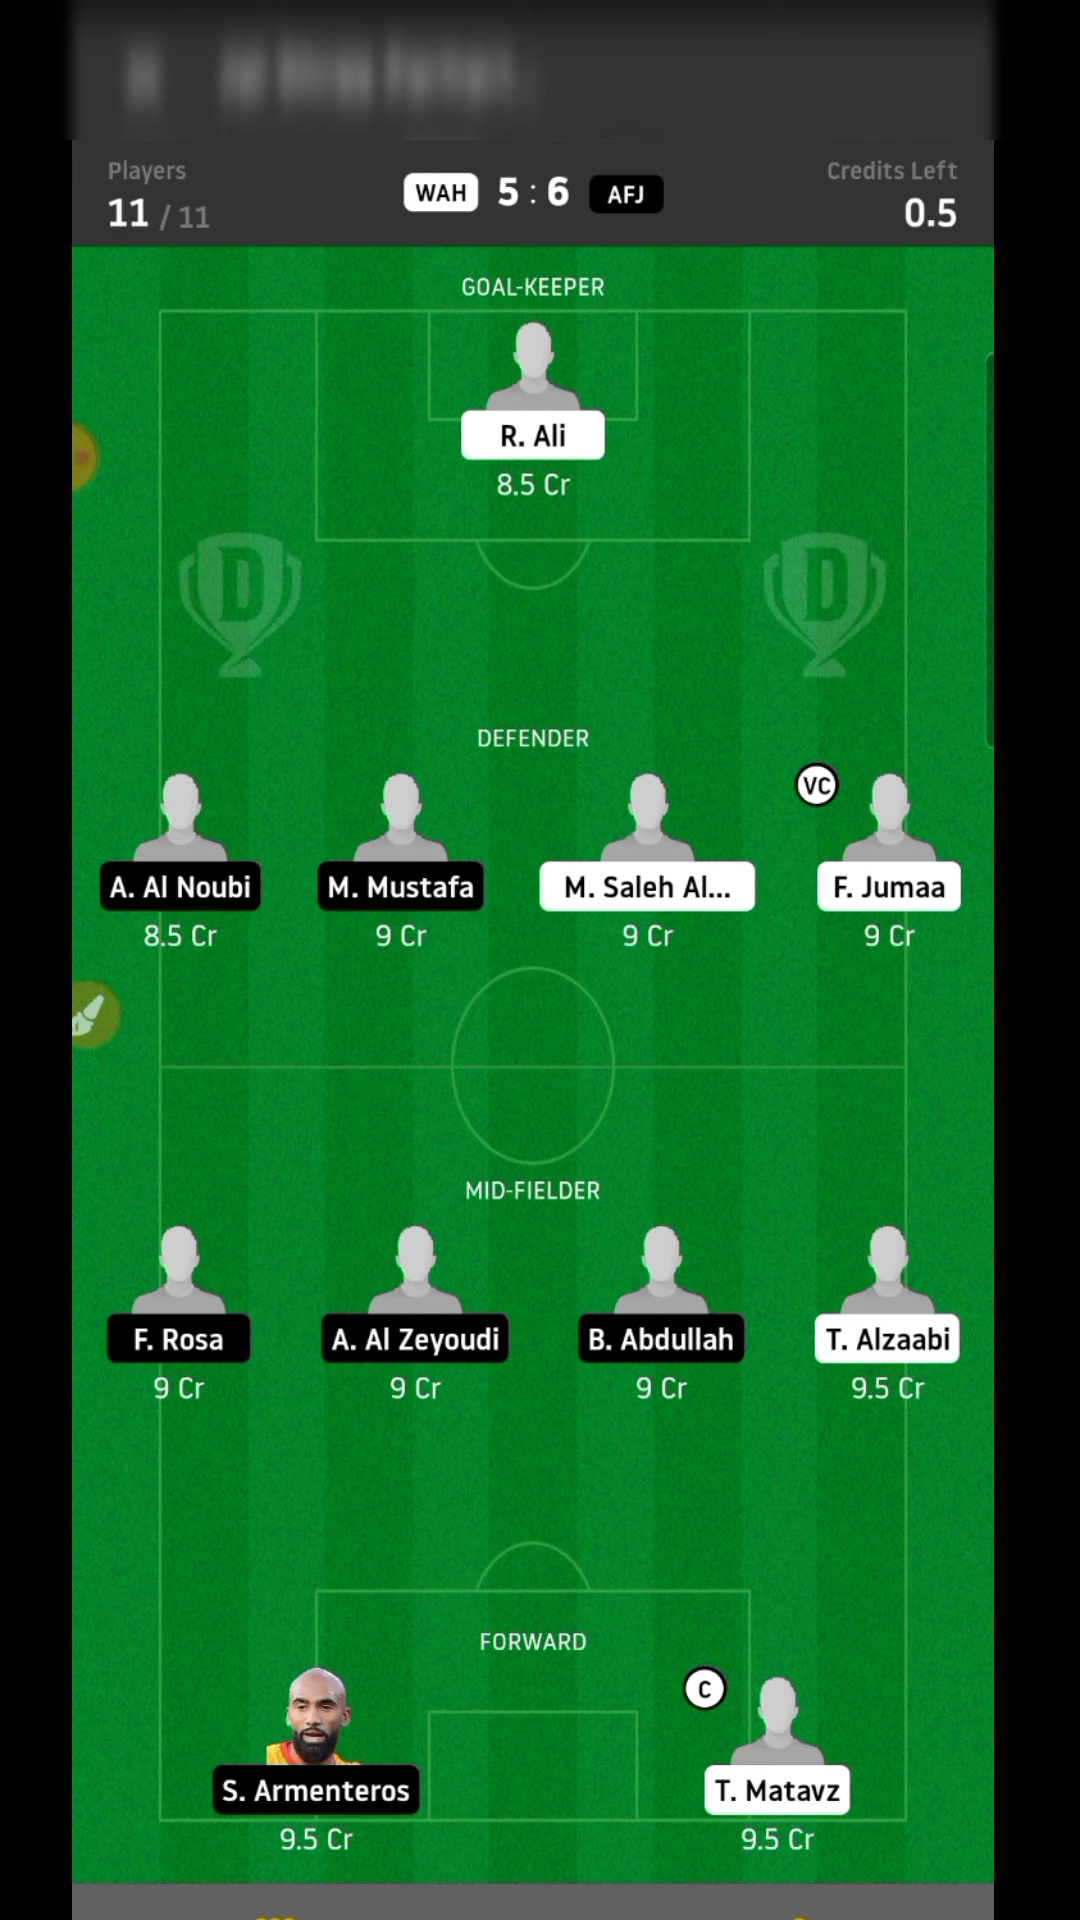 Players
11 / 11
WAH 5 : 6 AFJ
Credits Left
0.5
GOAL-KEEPER
R. Ali
8.5 Cr
D D
DEFENDER
VC
A. Al Noubi M. Mustafa M. Saleh Al... F. Jumaa
8.5 Cr 9 Cr 9 Cr 9 Cr
MID-FIELDER
F. Rosa A. Al Zeyoudi B. Abdullah T. Alzaabi
9 Cr 9 Cr 9 Cr 9.5 Cr
FORWARD
C
S. Armenteros T. Matavz
9.5 Cr 9.5 Cr